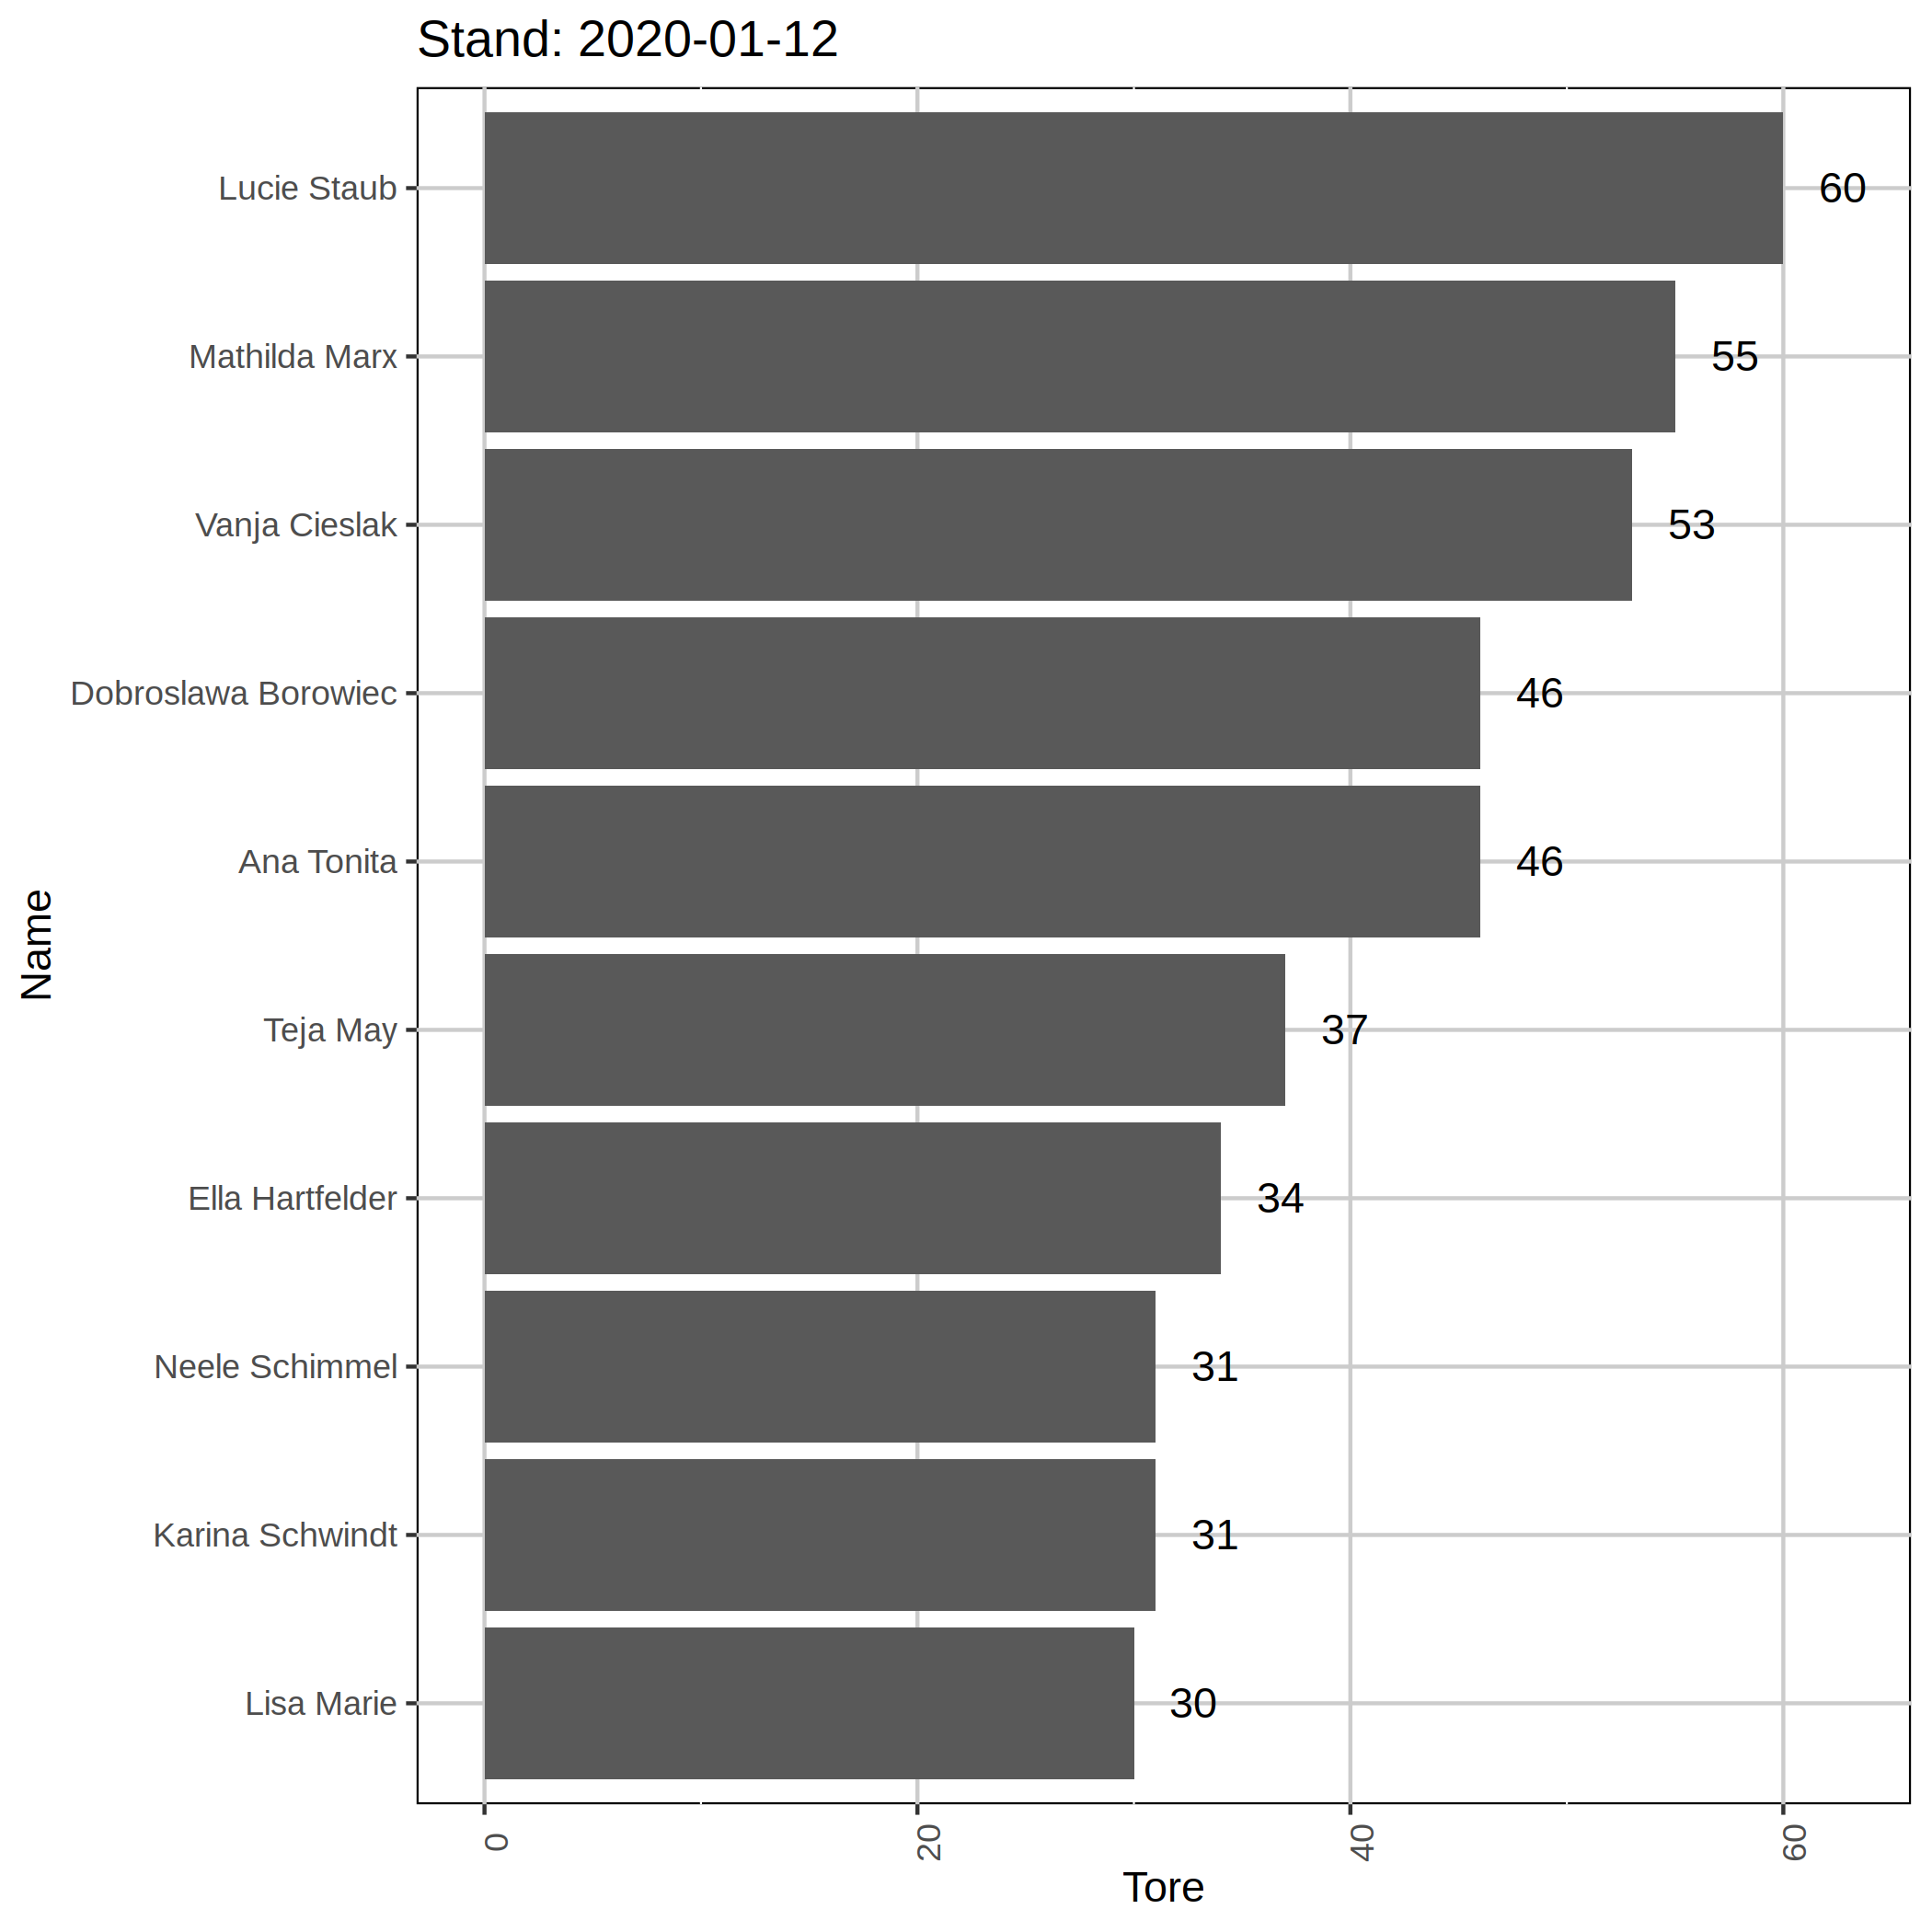 Stand: 2020-01-12
Name
Lucie Staub 60
Mathilda Marx 55
Vanja Cieslak 53
Dobroslawa Borowiec 46
Ana Tonita 46
Teja May 37
Ella Hartfelder 34
Neele Schimmel 31
Karina Schwindt 31
Lisa Marie 30
0 20 40 60
Tore